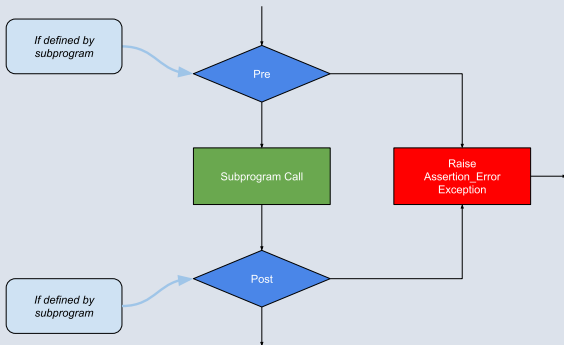 If defined by
subprogram
Pre
Subprogram Call
Raise
Assertion_Error
Exception
Post
If defined by
subprogram